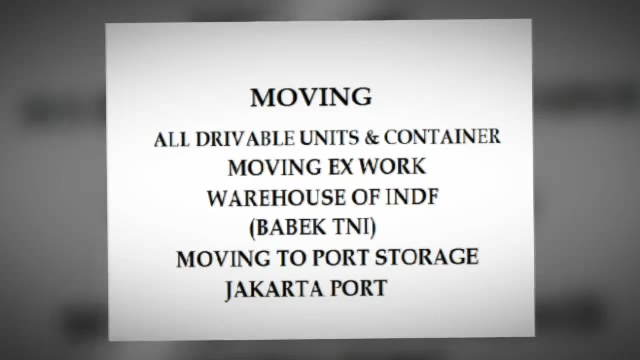 MOVING
ALL DRIVABLE UNITS & CONTAINER
MOVING EX WORK
WAREHOUSE OF INDF
(BABEK TNI)
MOVING TO PORT STORAGE
JAKARTA PORT